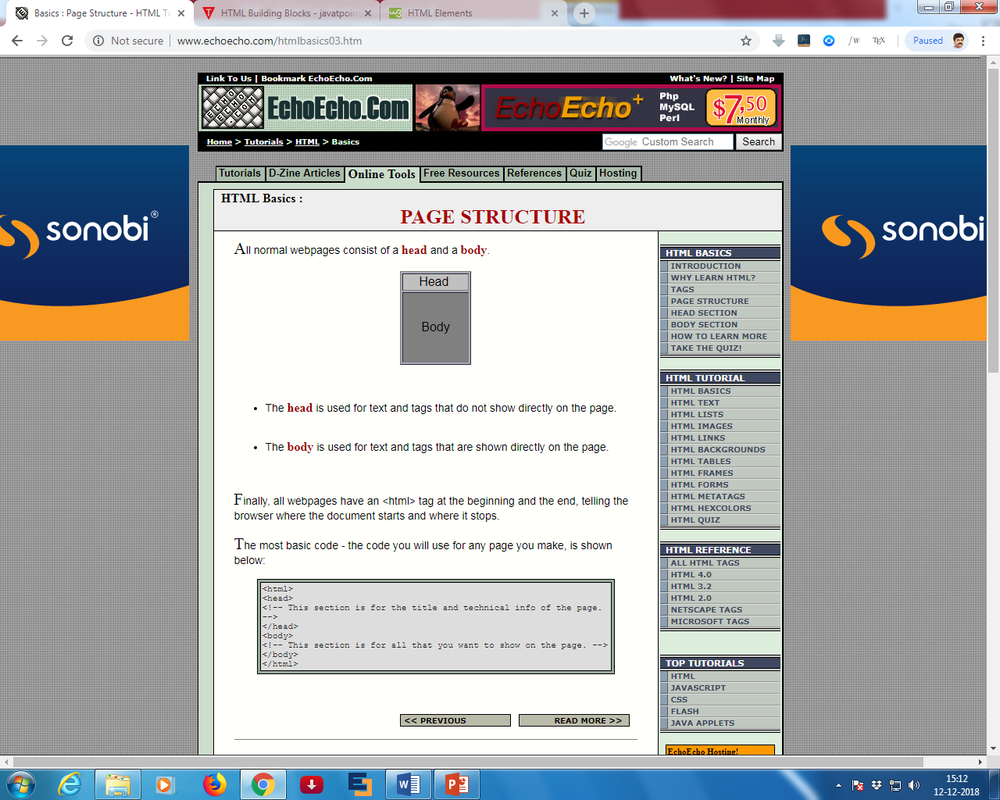 Basics : Page Structure - HTML Tu
HTML Building Blocks - javatpoin
HTML Elements
Not secure | www.echoecho.com/htmlbasics03.htm
Paused
Link To Us | Bookmark EchoEcho.Com
What's New? | Site Map
EchoEcho.Com
EchoEcho+
Php
MySQL
Perl
$7,50
Monthly
Home > Tutorials > HTML > Basics
Google Custom Search
Search
sonobi®
sonobi
Tutorials
D-Zine Articles
Online Tools
Free Resources
References
Quiz
Hosting
HTML Basics :
PAGE STRUCTURE
All normal webpages consist of a head and a body.
Head
Body
• The head is used for text and tags that do not show directly on the page.
• The body is used for text and tags that are shown directly on the page.
Finally, all webpages have an <html> tag at the beginning and the end, telling the
browser where the document starts and where it stops.
The most basic code - the code you will use for any page you make, is shown
below:
<html>
<head>
<!-- This section is for the title and technical info of the page.
-->
</head>
<body>
<!-- This section is for all that you want to show on the page. -->
</body>
</html>
<< PREVIOUS
READ MORE >>
HTML BASICS
INTRODUCTION
WHY LEARN HTML?
TAGS
PAGE STRUCTURE
HEAD SECTION
BODY SECTION
HOW TO LEARN MORE
TAKE THE QUIZ!
HTML TUTORIAL
HTML BASICS
HTML TEXT
HTML LISTS
HTML IMAGES
HTML LINKS
HTML BACKGROUNDS
HTML TABLES
HTML FRAMES
HTML FORMS
HTML METATAGS
HTML HEXCOLORS
HTML QUIZ
HTML REFERENCE
ALL HTML TAGS
HTML 4.0
HTML 3.2
HTML 2.0
NETSCAPE TAGS
MICROSOFT TAGS
TOP TUTORIALS
HTML
JAVASCRIPT
CSS
FLASH
JAVA APPLETS
EchoEcho Hosting!
15:12
12-12-2018